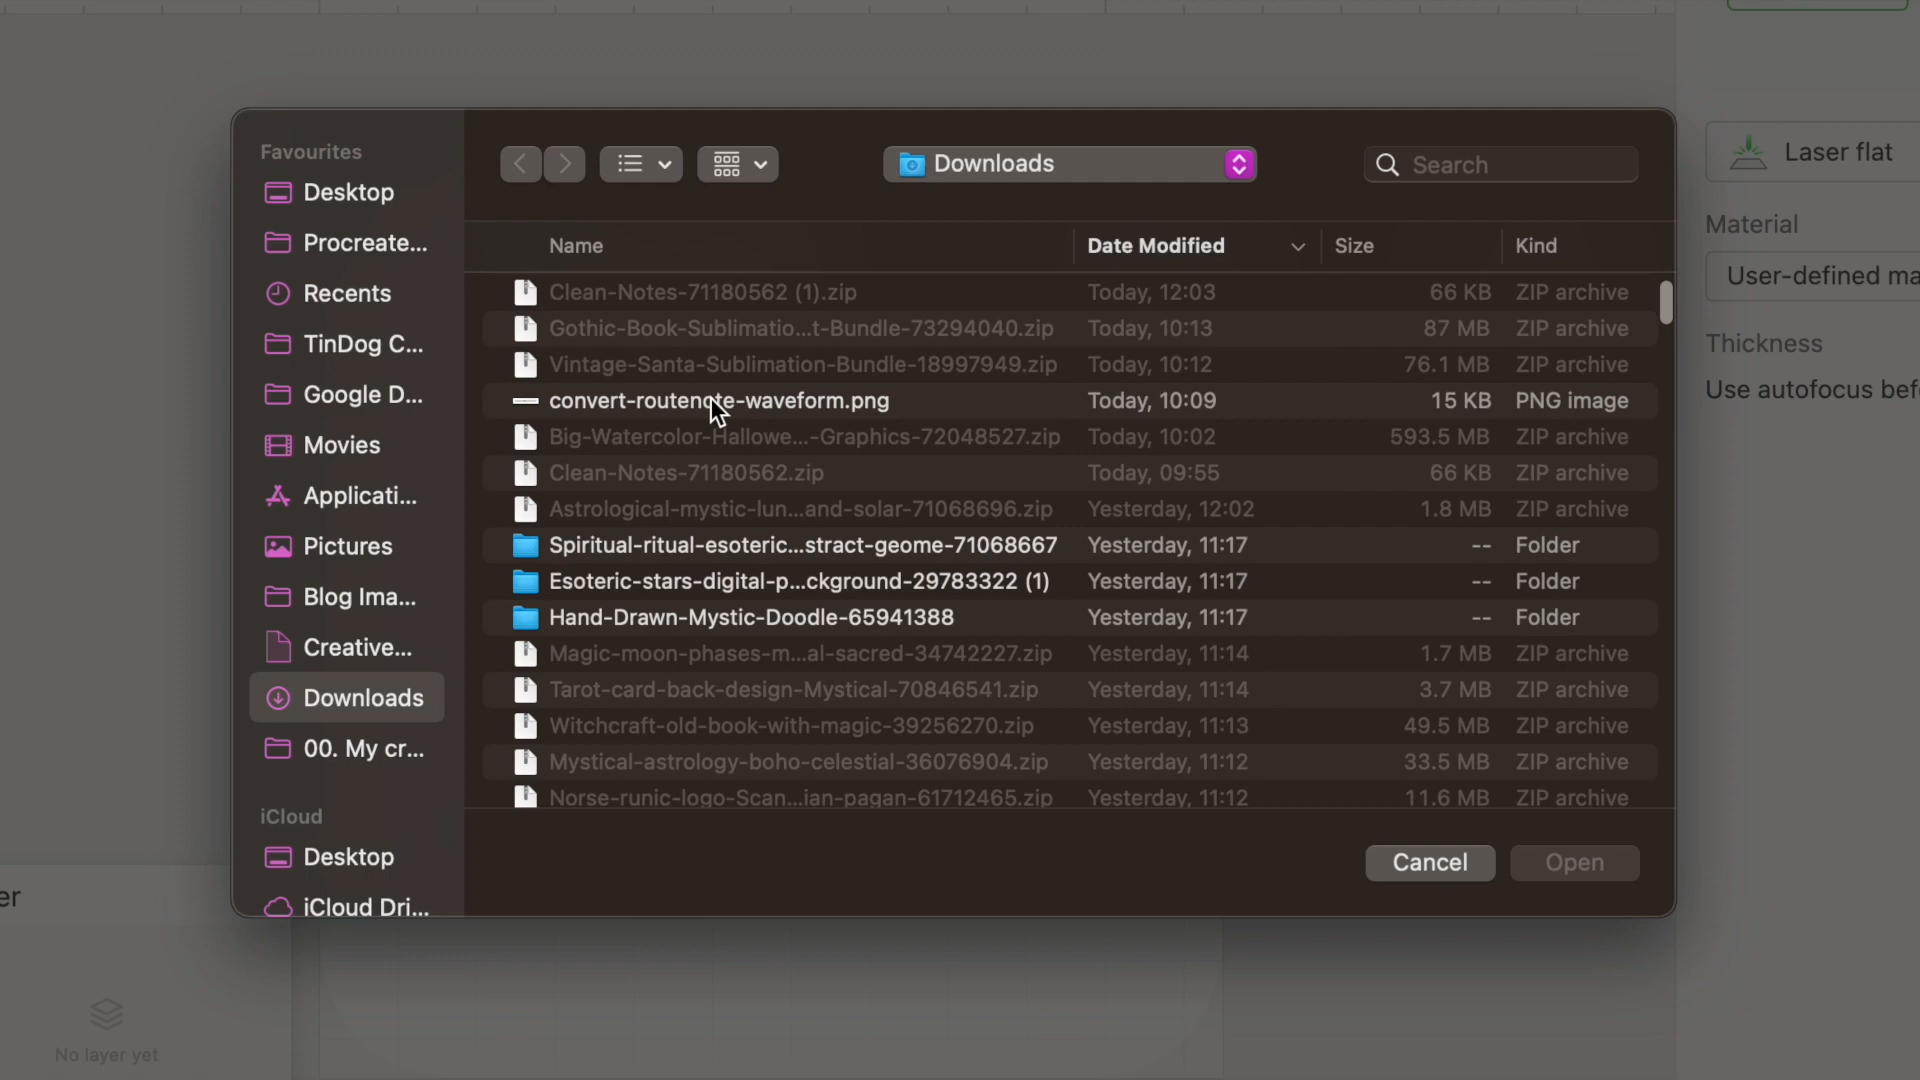 Favourites
Desktop
Procreate...
Recents
TinDog C...
Google D...
Movies
Applicati...
Pictures
Blog Ima...
Creative...
Downloads
00. My cr...
iCloud
Desktop
iCloud Dri...
Downloads
Search
Name Date Modified Size Kind
Clean-Notes-71180562 (1).zip Today, 12:03 66 KB ZIP archive
Gothic-Book-Sublimatio...t-Bundle-73294040.zip Today, 10:13 87 MB ZIP archive
Vintage-Santa-Sublimation-Bundle-18997949.zip Today, 10:12 76.1 MB ZIP archive
convert-routenote-waveform.png Today, 10:09 15 KB PNG image
Big-Watercolor-Hallowe...-Graphics-72048527.zip Today, 10:02 593.5 MB ZIP archive
Clean-Notes-71180562.zip Today, 09:55 66 KB ZIP archive
Astrological-mystic-lun...and-solar-71068696.zip Yesterday, 12:02 1.8 MB ZIP archive
Spiritual-ritual-esoteric...stract-geome-71068667 Yesterday, 11:17 -- Folder
Esoteric-stars-digital-p...ckground-29783322 (1) Yesterday, 11:17 -- Folder
Hand-Drawn-Mystic-Doodle-65941388 Yesterday, 11:17 -- Folder
Magic-moon-phases-m...al-sacred-34742227.zip Yesterday, 11:14 1.7 MB ZIP archive
Tarot-card-back-design-Mystical-70846541.zip Yesterday, 11:14 3.7 MB ZIP archive
Witchcraft-old-book-with-magic-39256270.zip Yesterday, 11:13 49.5 MB ZIP archive
Mystical-astrology-boho-celestial-36076904.zip Yesterday, 11:12 33.5 MB ZIP archive
Norse-runic-logo-Scan...ian-pagan-61712465.zip Yesterday, 11:12 11.6 MB ZIP archive
Cancel Open
Laser flat
Material
User-defined ma
Thickness
Use autofocus bef
er
No layer yet